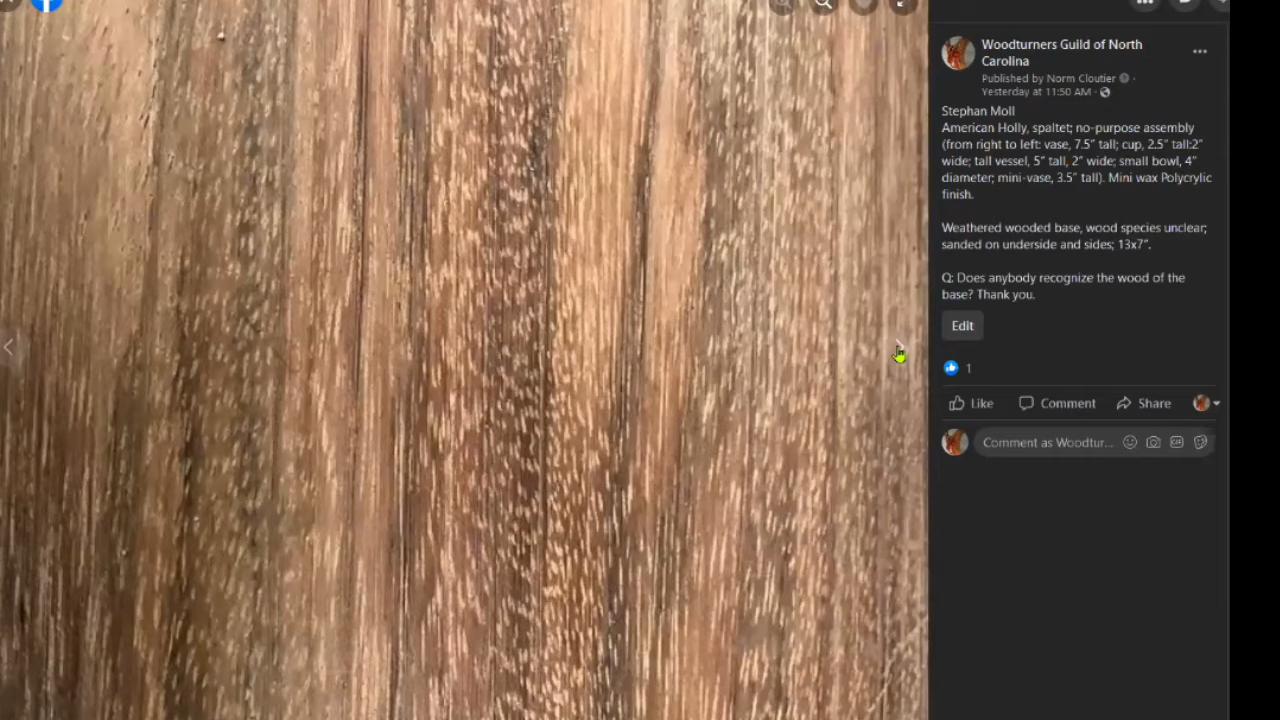 Woodturners Guild of North
Carolina
Published by Norm Cloutier ·
Yesterday at 11:50 AM ·
Stephan Moll
American Holly, spaltet; no-purpose assembly
(from right to left: vase, 7.5” tall; cup, 2.5” tall:2”
wide; tall vessel, 5” tall, 2” wide; small bowl, 4”
diameter; mini-vase, 3.5” tall). Mini wax Polycrylic
finish.
Weathered wooded base, wood species unclear;
sanded on underside and sides; 13x7”.
Q: Does anybody recognize the wood of the
base? Thank you.
Edit
1
Like Comment Share
Comment as Woodtur... GIF